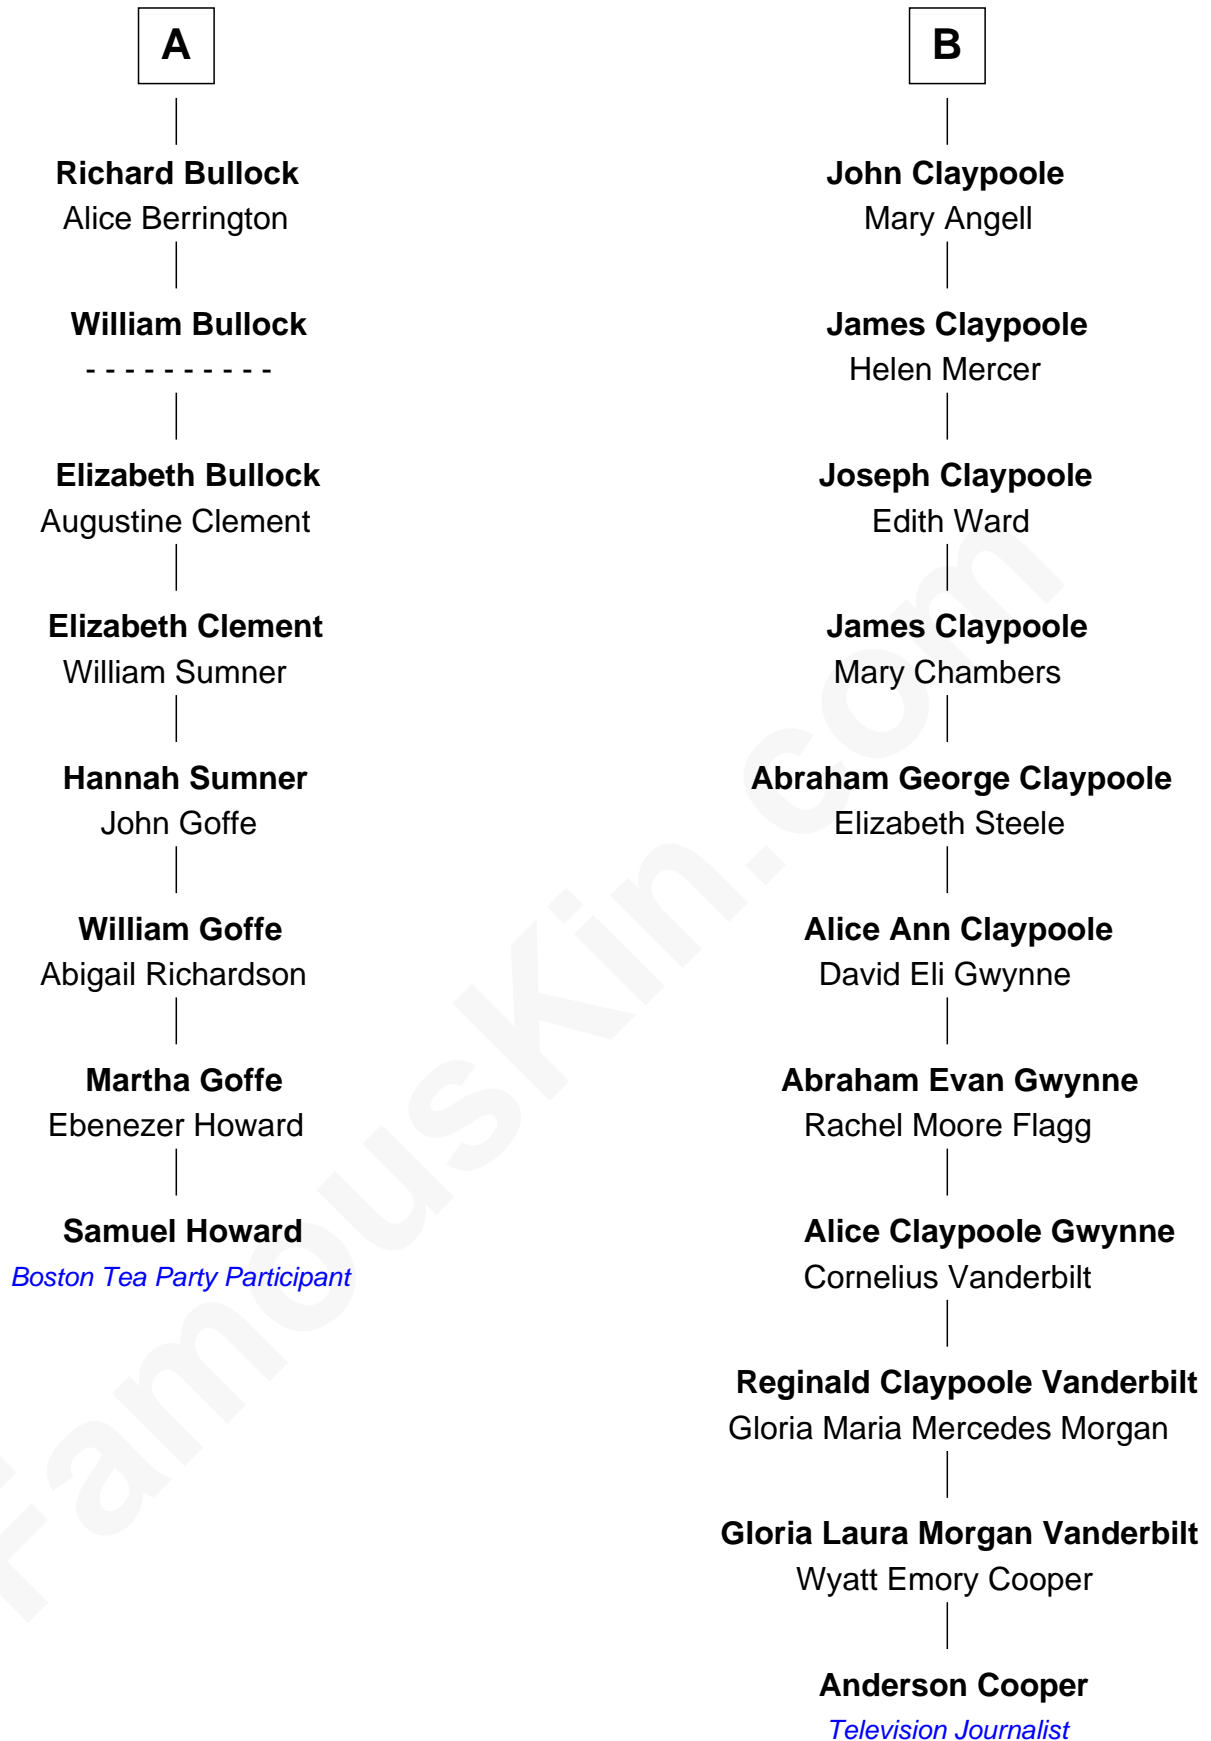 A
Richard Bullock
Alice Berrington
William Bullock
- - - - - - - - - -
Elizabeth Bullock
Augustine Clement
Elizabeth Clement
William Sumner
Hannah Sumner
John Goffe
William Goffe
Abigail Richardson
Martha Goffe
Ebenezer Howard
Samuel Howard
Boston Tea Party Participant
B
John Claypoole
Mary Angell
James Claypoole
Helen Mercer
Joseph Claypoole
Edith Ward
James Claypoole
Mary Chambers
Abraham George Claypoole
Elizabeth Steele
Alice Ann Claypoole
David Eli Gwynne
Abraham Evan Gwynne
Rachel Moore Flagg
Alice Claypoole Gwynne
Cornelius Vanderbilt
Reginald Claypoole Vanderbilt
Gloria Maria Mercedes Morgan
Gloria Laura Morgan Vanderbilt
Wyatt Emory Cooper
Anderson Cooper
Television Journalist
FamousKin.com